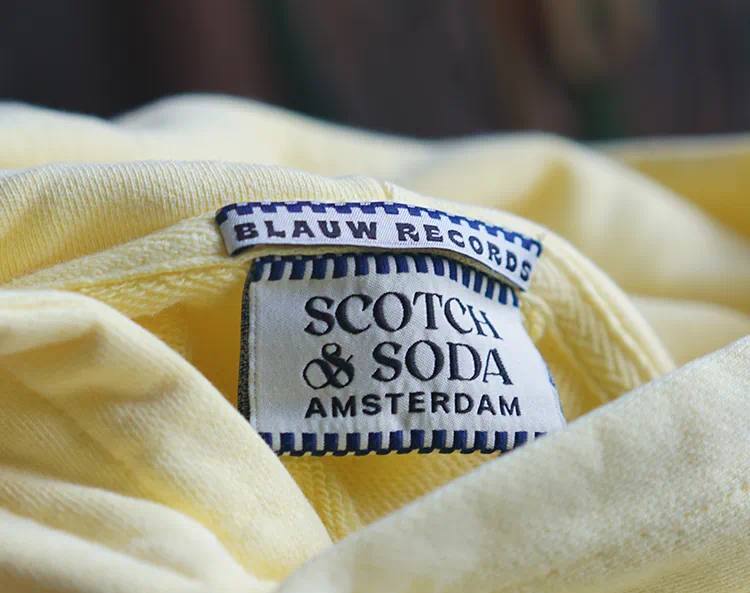 BLAUW RECORDS
SCOTCH
& SODA
AMSTERDAM